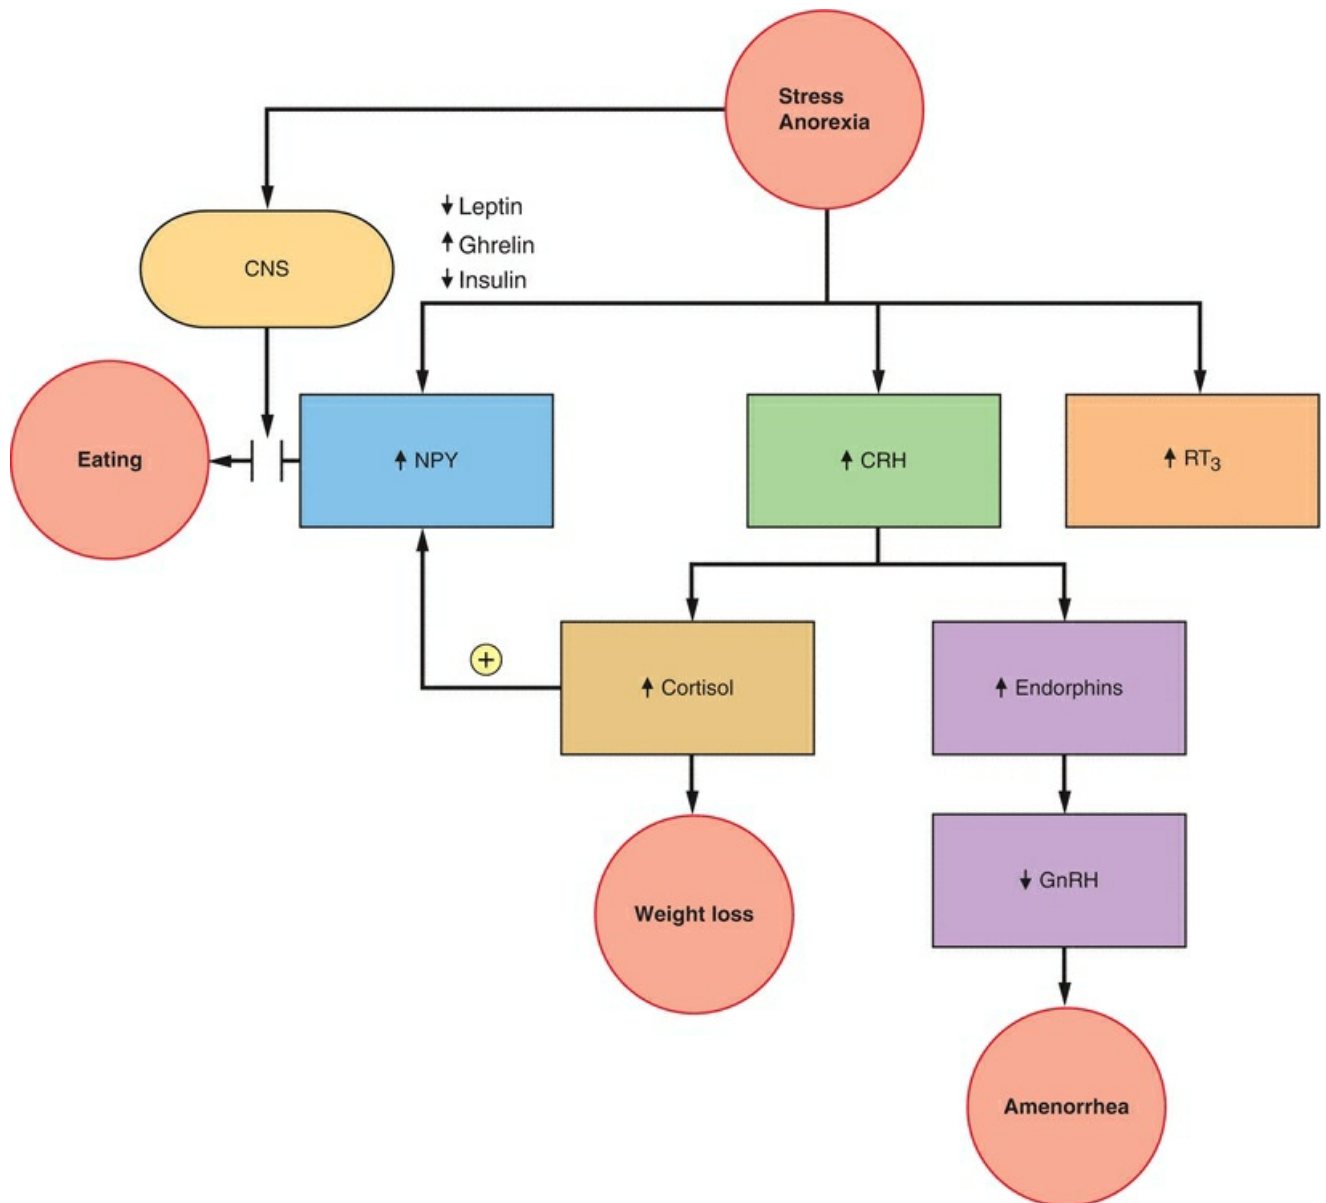 Stress
Anorexia
↓ Leptin
↑ Ghrelin
↓ Insulin
CNS
Eating
↑ NPY
↑ CRH
↑ RT₃
+
↑ Cortisol
↑ Endorphins
↓ GnRH
Weight loss
Amenorrhea